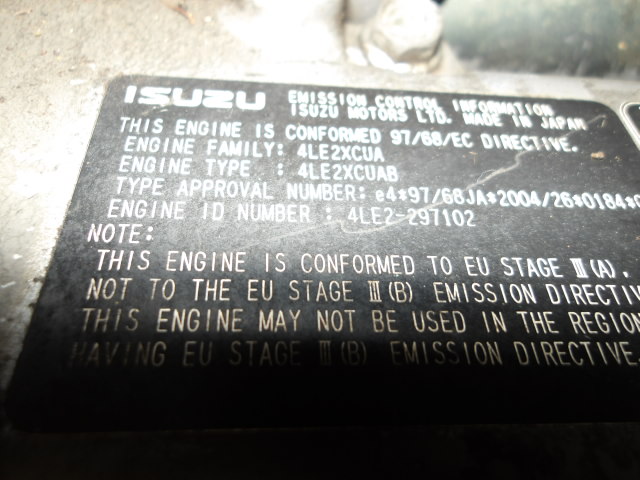 ISUZU EMISSION CONTROL INFORMATION
ISUZU MOTORS LTD. MADE IN JAPAN
THIS ENGINE IS CONFORMED 97/68/EC DIRECTIVE.
ENGINE FAMILY: 4LE2XCUA
ENGINE TYPE : 4LE2XCUAB
TYPE APPROVAL NUMBER: e4*97/68JA*2004/26*0184*0
ENGINE ID NUMBER : 4LE2-297102
NOTE:
THIS ENGINE IS CONFORMED TO EU STAGE Ⅲ(A).
NOT TO THE EU STAGE Ⅲ(B) EMISSION DIRECTIV
THIS ENGINE MAY NOT BE USED IN THE REGION
HAVING EU STAGE Ⅲ(B) EMISSION DIRECTIVE.